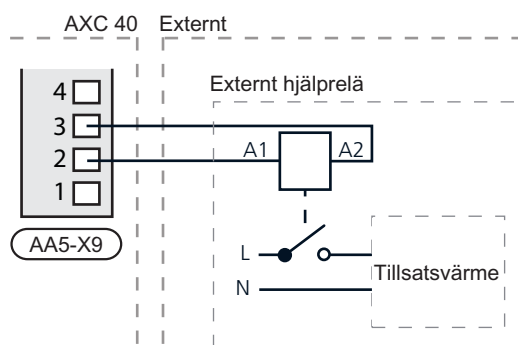 AXC 40 Externt
Externt hjälprelä
4
3
2
1
A1 A2
AA5-X9
L
N
Tillsatsvärme